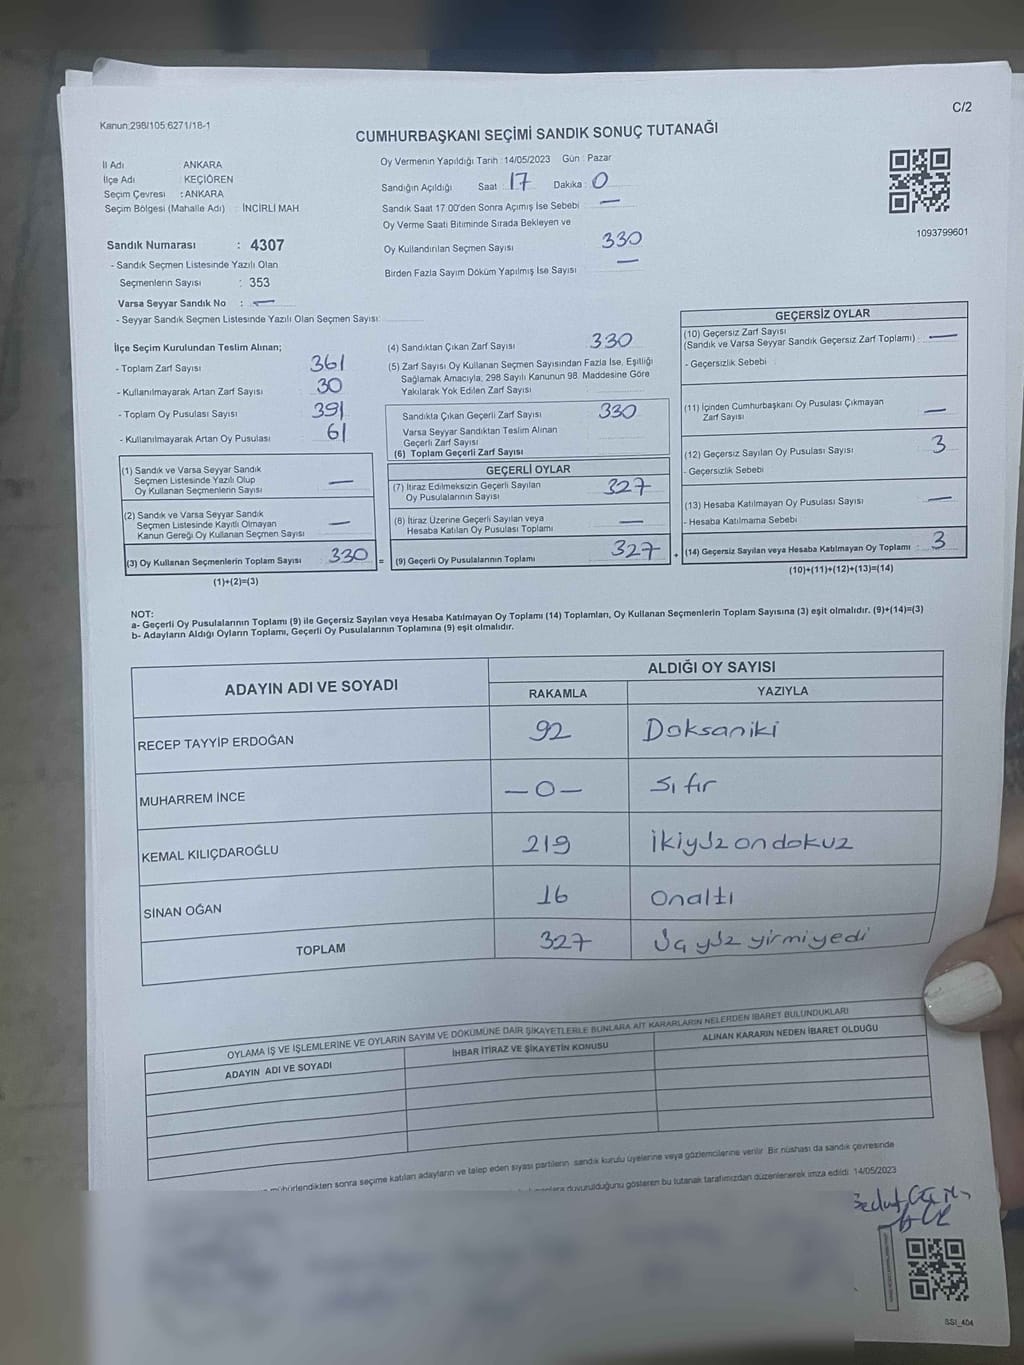 C/2
Kanun:298/105,6271/18-1
CUMHURBAŞKANI SEÇİMİ SANDIK SONUÇ TUTANAĞI
İl Adı ANKARA
İlçe Adı : KEÇİÖREN
Seçim Çevresi : ANKARA
Seçim Bölgesi (Mahalle Adı) : İNCİRLİ MAH.
Sandık Numarası : 4307
- Sandık Seçmen Listesinde Yazılı Olan
Seçmenlerin Sayısı : 353
Varsa Seyyar Sandık No : —
- Seyyar Sandık Seçmen Listesinde Yazılı Olan Seçmen Sayısı:
Oy Vermenin Yapıldığı Tarih : 14/05/2023 Gün : Pazar
Sandığın Açıldığı Saat 17 Dakika : 0
Sandık Saat 17.00'den Sonra Açımış İse Sebebi —
Oy Verme Saati Bitiminde Sırada Bekleyen ve
Oy Kullandırılan Seçmen Sayısı 330
Birden Fazla Sayım Döküm Yapılmış İse Sayısı —
1093799601
İlçe Seçim Kurulundan Teslim Alınan;
- Toplam Zarf Sayısı 361
- Kullanılmayarak Artan Zarf Sayısı 30
- Toplam Oy Pusulası Sayısı 391
- Kullanılmayarak Artan Oy Pusulası 61
(1) Sandık ve Varsa Seyyar Sandık
Seçmen Listesinde Yazılı Olup
Oy Kullanan Seçmenlerin Sayısı —
(2) Sandık ve Varsa Seyyar Sandık
Seçmen Listesinde Kayıtlı Olmayan
Kanun Gereği Oy Kullanan Seçmen Sayısı —
(3) Oy Kullanan Seçmenlerin Toplam Sayısı 330 =
(1)+(2)=(3)
(4) Sandıktan Çıkan Zarf Sayısı 330
(5) Zarf Sayısı Oy Kullanan Seçmen Sayısından Fazla İse, Eşitliği
Sağlamak Amacıyla, 298 Sayılı Kanunun 98. Maddesine Göre
Yakılarak Yok Edilen Zarf Sayısı
Sandıkta Çıkan Geçerli Zarf Sayısı 330
Varsa Seyyar Sandıktan Teslim Alınan
Geçerli Zarf Sayısı
(6) Toplam Geçerli Zarf Sayısı
GEÇERLİ OYLAR
(7) İtiraz Edilmeksizin Geçerli Sayılan
Oy Pusulalarının Sayısı 327
(8) İtiraz Üzerine Geçerli Sayılan veya
Hesaba Katılan Oy Pusulası Toplamı —
(9) Geçerli Oy Pusulalarının Toplamı 327 +
GEÇERSİZ OYLAR
(10) Geçersiz Zarf Sayısı
(Sandık ve Varsa Seyyar Sandık Geçersiz Zarf Toplamı) : —
- Geçersizlik Sebebi
(11) İçinden Cumhurbaşkanı Oy Pusulası Çıkmayan
Zarf Sayısı —
(12) Geçersiz Sayılan Oy Pusulası Sayısı 3
- Geçersizlik Sebebi
(13) Hesaba Katılmayan Oy Pusulası Sayısı —
- Hesaba Katılmama Sebebi
(14) Geçersiz Sayılan veya Hesaba Katılmayan Oy Toplamı : 3
(10)+(11)+(12)+(13)=(14)
NOT:
a- Geçerli Oy Pusulalarının Toplamı (9) ile Geçersiz Sayılan veya Hesaba Katılmayan Oy Toplamı (14) Toplamları, Oy Kullanan Seçmenlerin Toplam Sayısına (3) eşit olmalıdır. (9)+(14)=(3)
b- Adayların Aldığı Oyların Toplamı, Geçerli Oy Pusulalarının Toplamına (9) eşit olmalıdır.
ADAYIN ADI VE SOYADI ALDIĞI OY SAYISI
RAKAMLA YAZIYLA
RECEP TAYYİP ERDOĞAN 92 Doksaniki
MUHARREM İNCE —0— Sıfır
KEMAL KILIÇDAROĞLU 219 İkiyüzondokuz
SİNAN OĞAN 16 Onaltı
TOPLAM 327 Üçyüz yirmiyedi
OYLAMA İŞ VE İŞLEMLERİNE VE OYLARIN SAYIM VE DÖKÜMÜNE DAİR ŞİKAYETLERLE BUNLARA AİT KARARLARIN NELERDEN İBARET BULUNDUKLARI
ADAYIN ADI VE SOYADI İHBAR İTİRAZ VE ŞİKAYETİN KONUSU ALINAN KARARIN NEDEN İBARET OLDUĞU
mühürlendikten sonra seçime katılan adayların ve talep eden siyasi partilerin sandık kurulu üyelerine veya gözlemcilerine verilir. Bir nüshası da sandık çevresinde
duyurulduğunu gösteren bu tutanak tarafımızdan düzenlenerek imza edildi. 14/05/2023
SSI_404